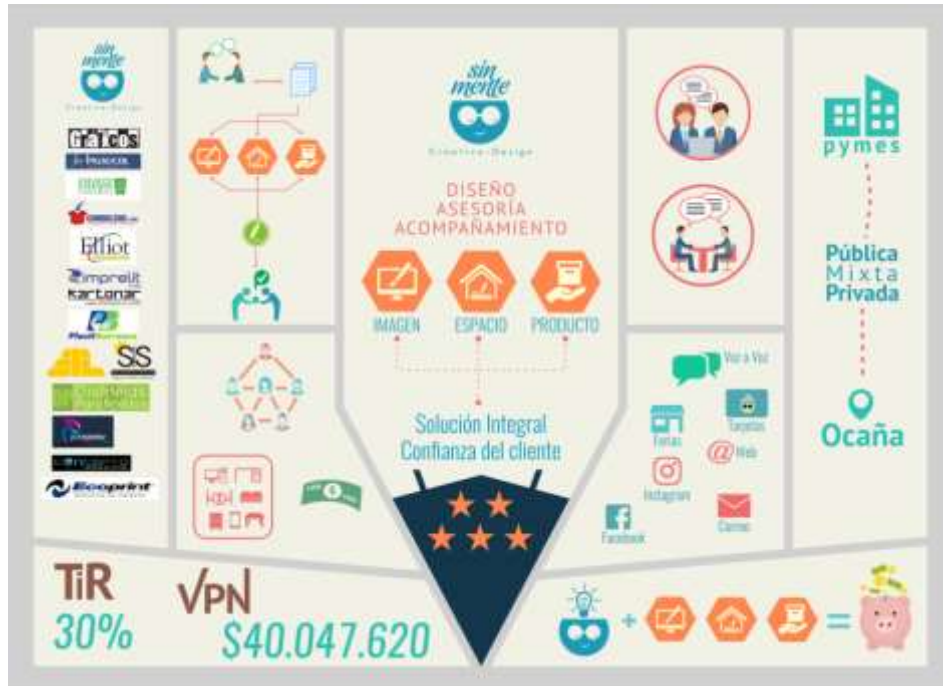 sin
mente
Creative-Design
Gráficos
Elliot
Zimprelit
Kartonar
SIS
Ecoprint
sin
mente
Creative-Design
DISEÑO
ASESORÍA
ACOMPAÑAMIENTO
IMAGEN
ESPACIO
PRODUCTO
Solución Integral
Confianza del cliente
Voz a Voz
Ferias
Tarjetas
@ Web
Instagram
Facebook
Correo
pymes
Pública
Mixta
Privada
Ocaña
TiR
30%
VPN
$40.047.620
+
=